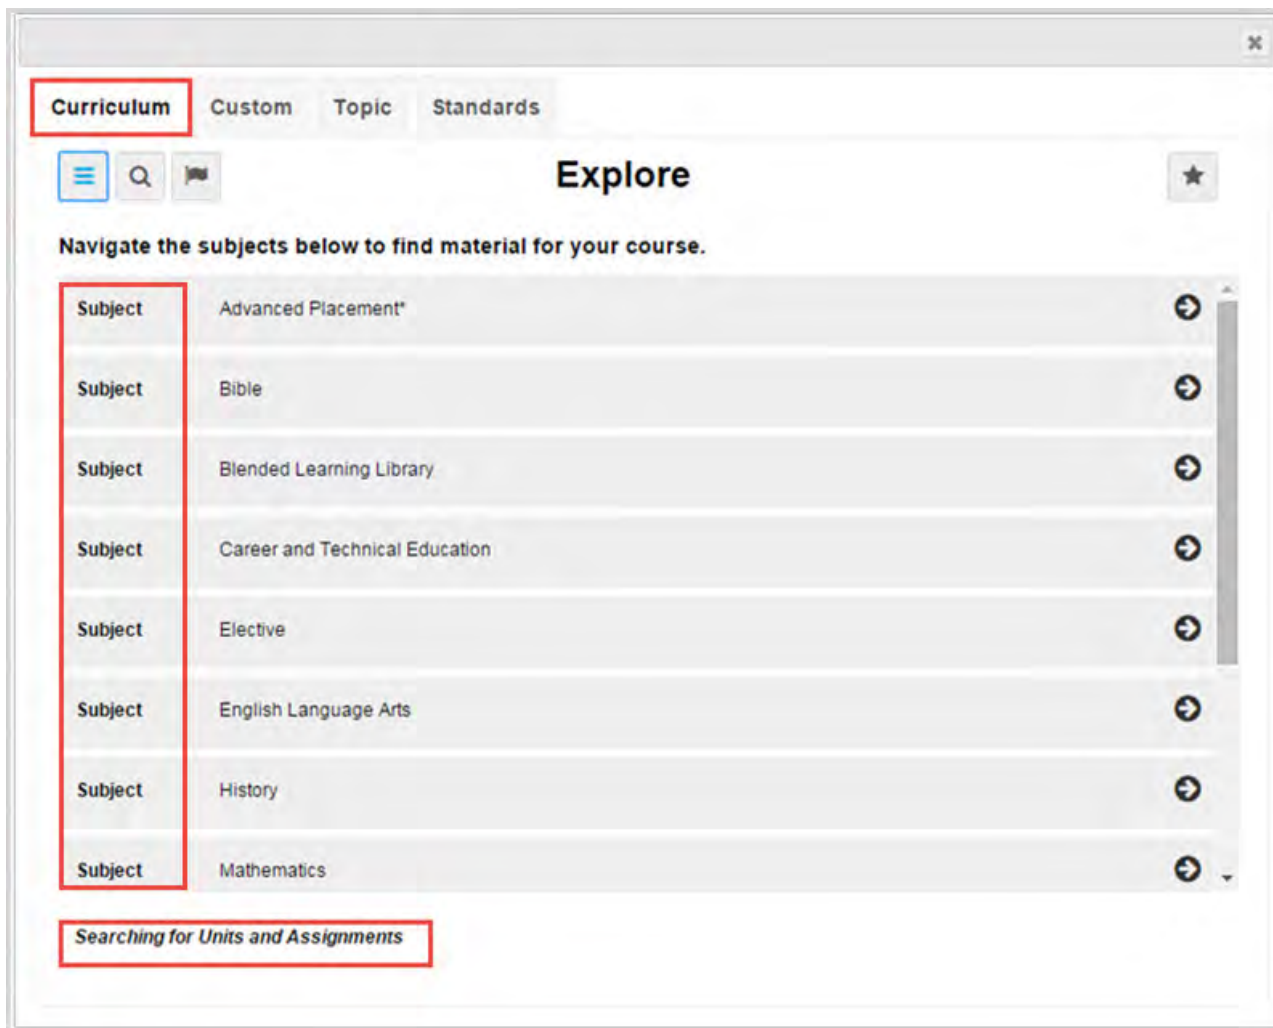 Curriculum Custom Topic Standards
Explore
Navigate the subjects below to find material for your course.
Subject Advanced Placement*
Subject Bible
Subject Blended Learning Library
Subject Career and Technical Education
Subject Elective
Subject English Language Arts
Subject History
Subject Mathematics
Searching for Units and Assignments